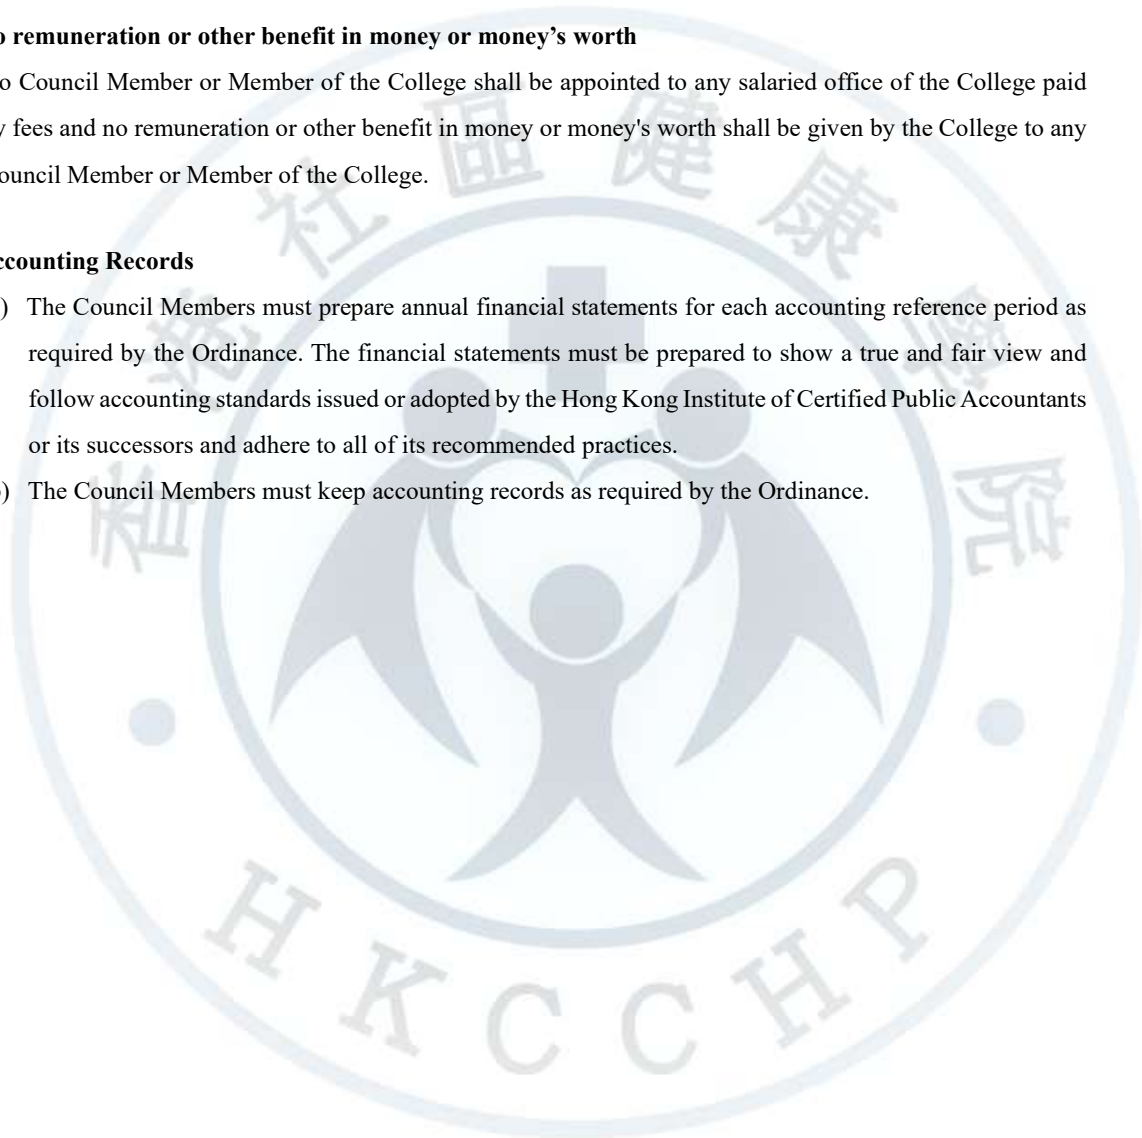 o remuneration or other benefit in money or money’s worth
o Council Member or Member of the College shall be appointed to any salaried office of the College paid
y fees and no remuneration or other benefit in money or money's worth shall be given by the College to any
ouncil Member or Member of the College.
ccounting Records
) The Council Members must prepare annual financial statements for each accounting reference period as
required by the Ordinance. The financial statements must be prepared to show a true and fair view and
follow accounting standards issued or adopted by the Hong Kong Institute of Certified Public Accountants
or its successors and adhere to all of its recommended practices.
) The Council Members must keep accounting records as required by the Ordinance.
香港社區健康學院
HKCCHP